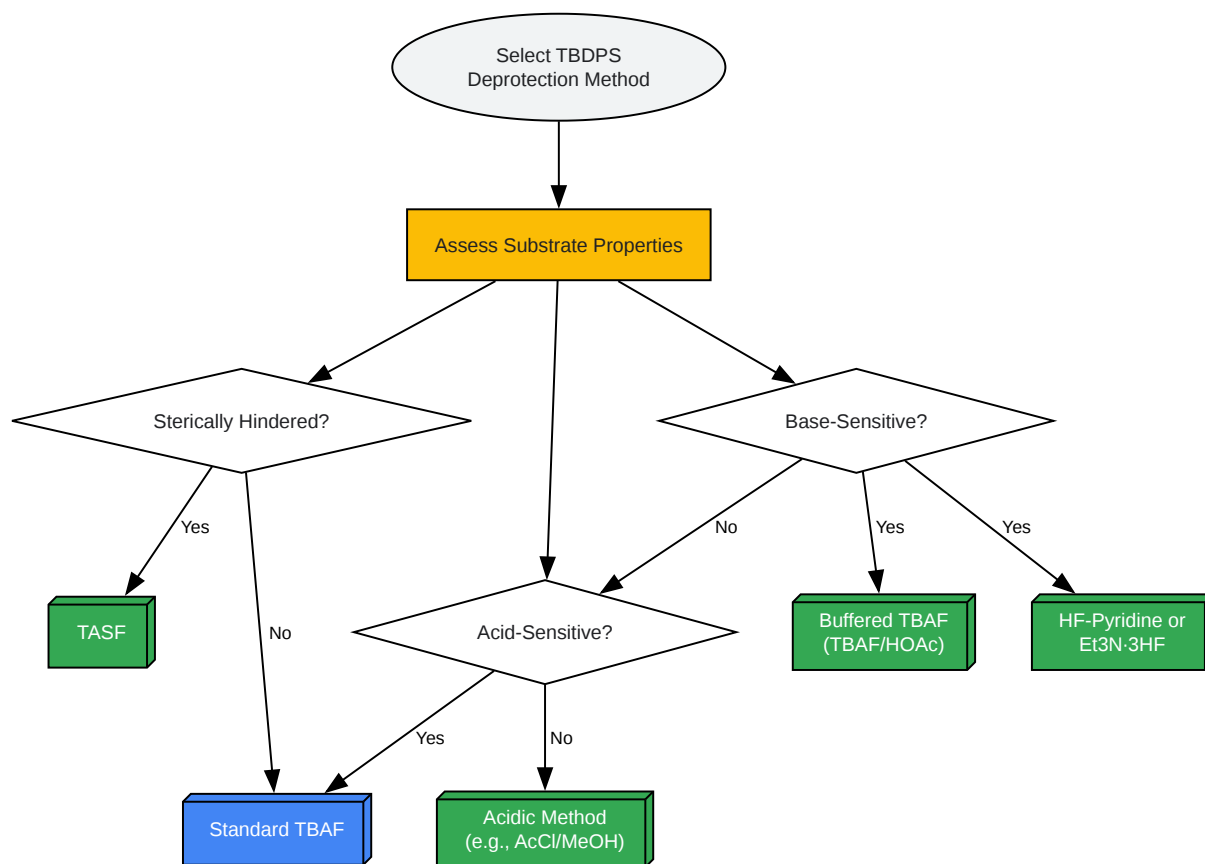 Select TBDPS
Deprotection Method
Assess Substrate Properties
Sterically Hindered?
Base-Sensitive?
Yes
No
Yes
Yes
TASF
No
Acid-Sensitive?
Buffered TBAF
(TBAF/HOAc)
HF-Pyridine or
Et3N·3HF
Yes
No
Standard TBAF
Acidic Method
(e.g., AcCl/MeOH)